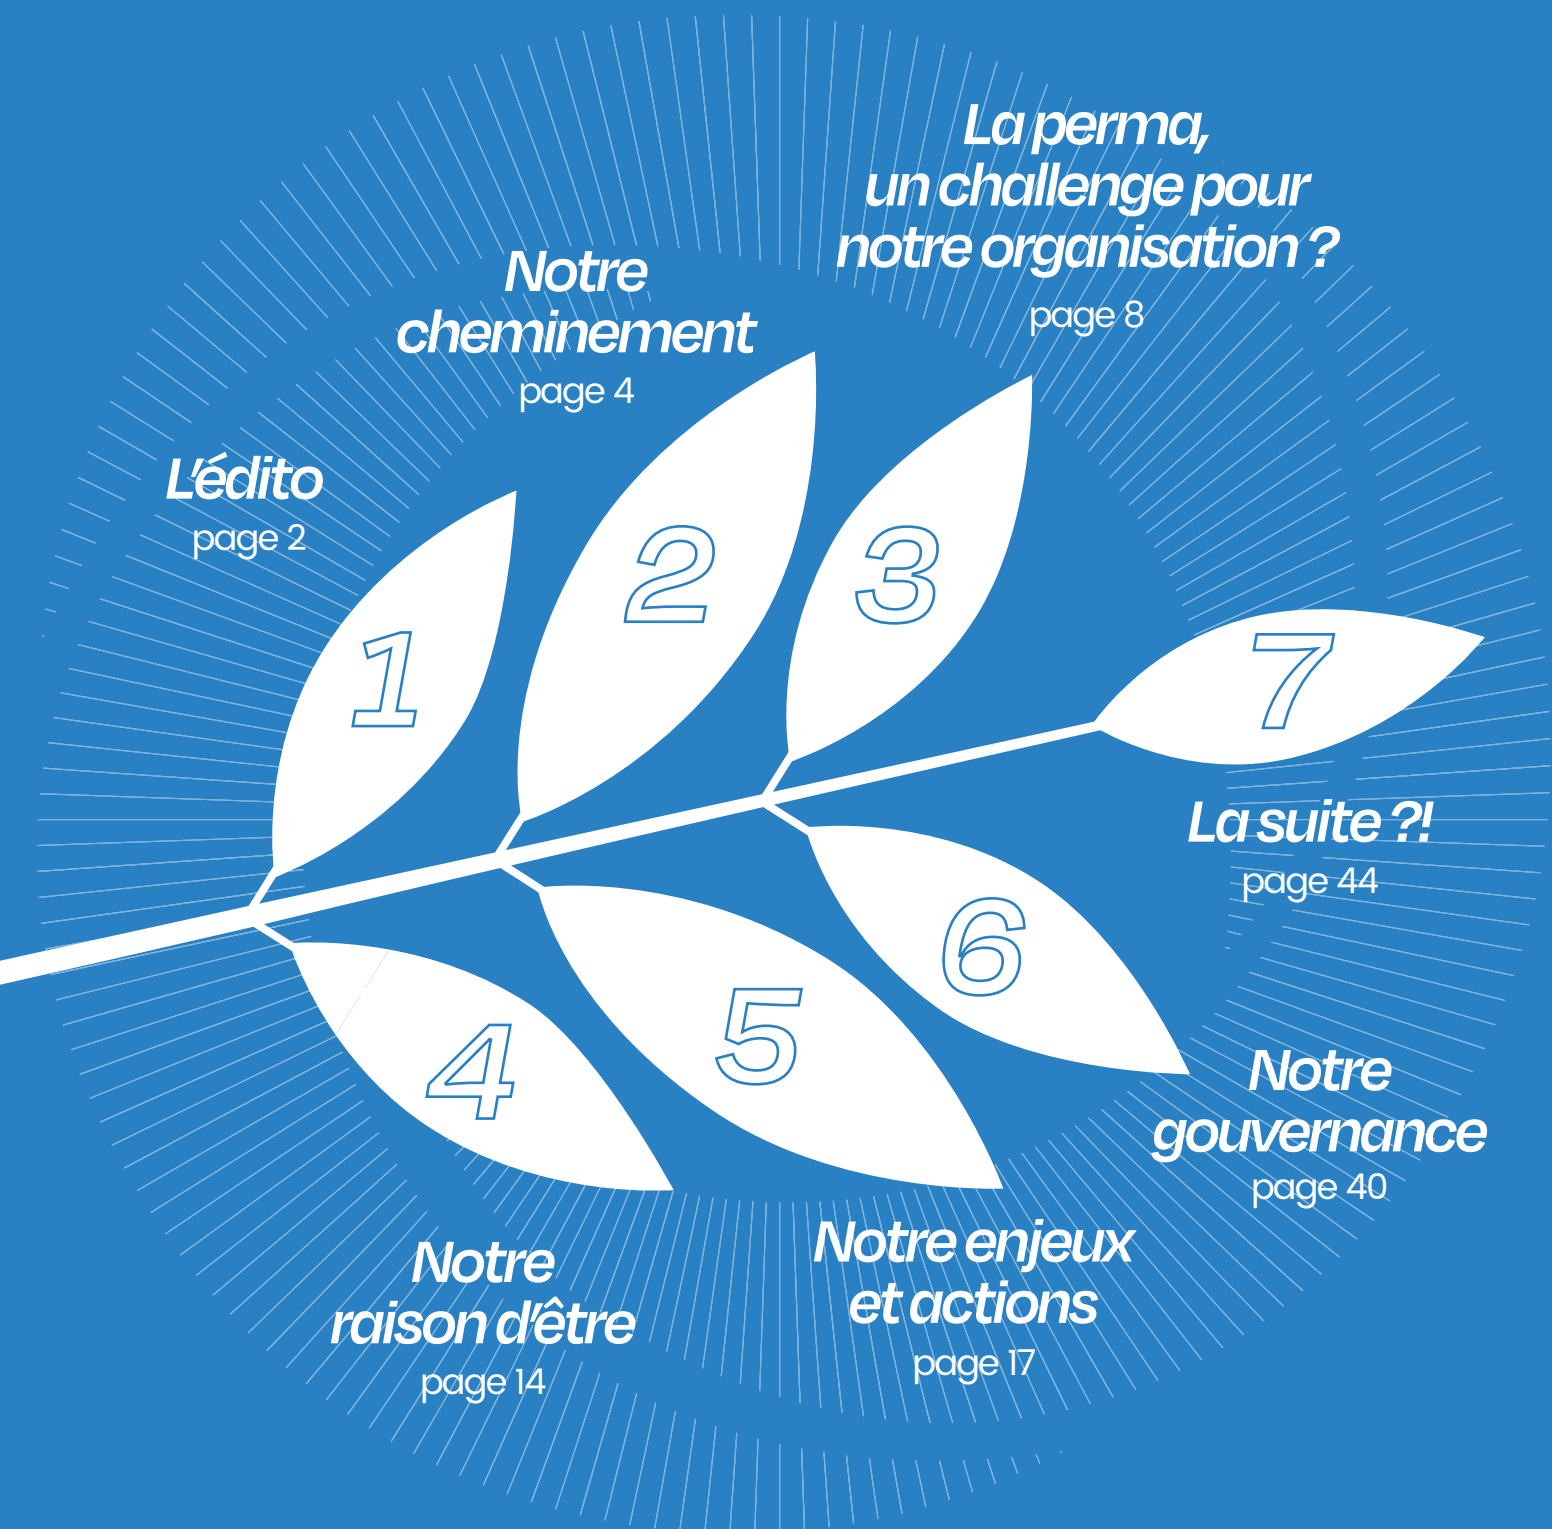 L'édito
page 2
1
Notre
cheminement
page 4
2
La perma,
un challenge pour
notre organisation ?
page 8
3
Notre
raison d'être
page 14
4
Notre enjeux
et actions
page 17
5
Notre
gouvernance
page 40
6
La suite ?!
page 44
7